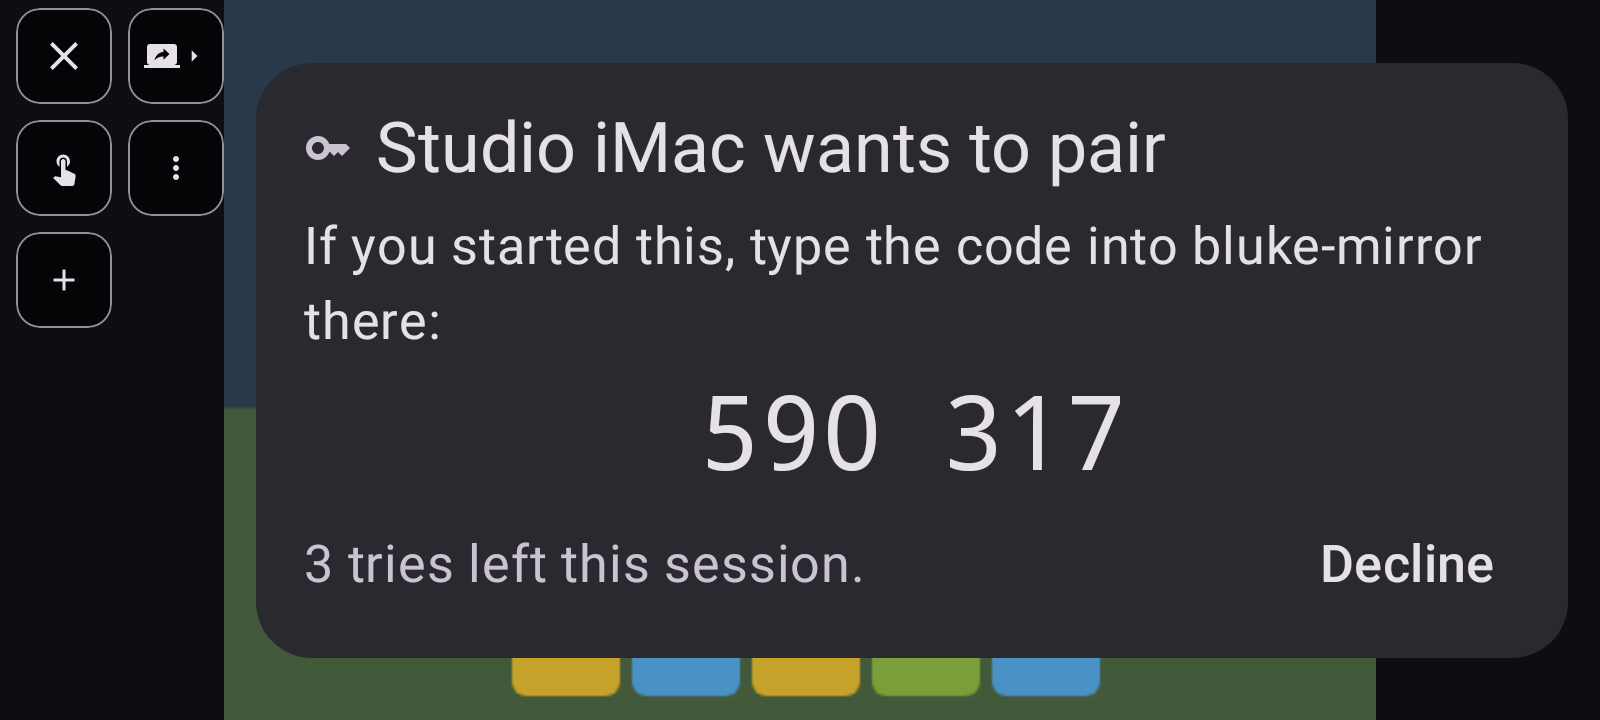 Studio iMac wants to pair
If you started this, type the code into bluke-mirror
there:
590 317
3 tries left this session.
Decline